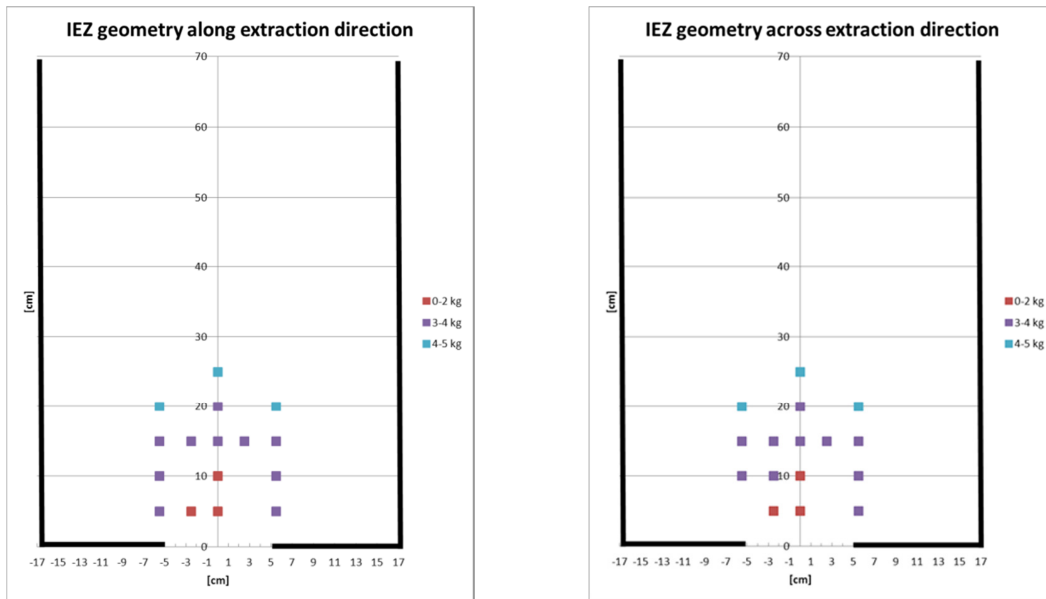 IEZ geometry along extraction direction
70
60
50
40
30
20
10
0
[cm]
-17 -15 -13 -11 -9 -7 -5 -3 -1 1 3 5 7 9 11 13 15 17
[cm]
0-2 kg
3-4 kg
4-5 kg
IEZ geometry across extraction direction
70
60
50
40
30
20
10
0
[cm]
-17 -15 -13 -11 -9 -7 -5 -3 -1 1 3 5 7 9 11 13 15 17
[cm]
0-2 kg
3-4 kg
4-5 kg